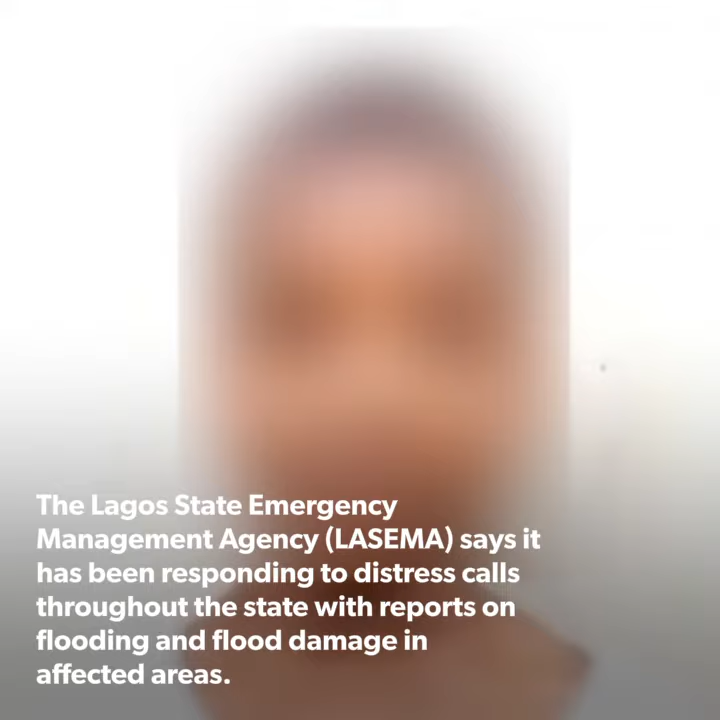 The Lagos State Emergency
Management Agency (LASEMA) says it
has been responding to distress calls
throughout the state with reports on
flooding and flood damage in
affected areas.